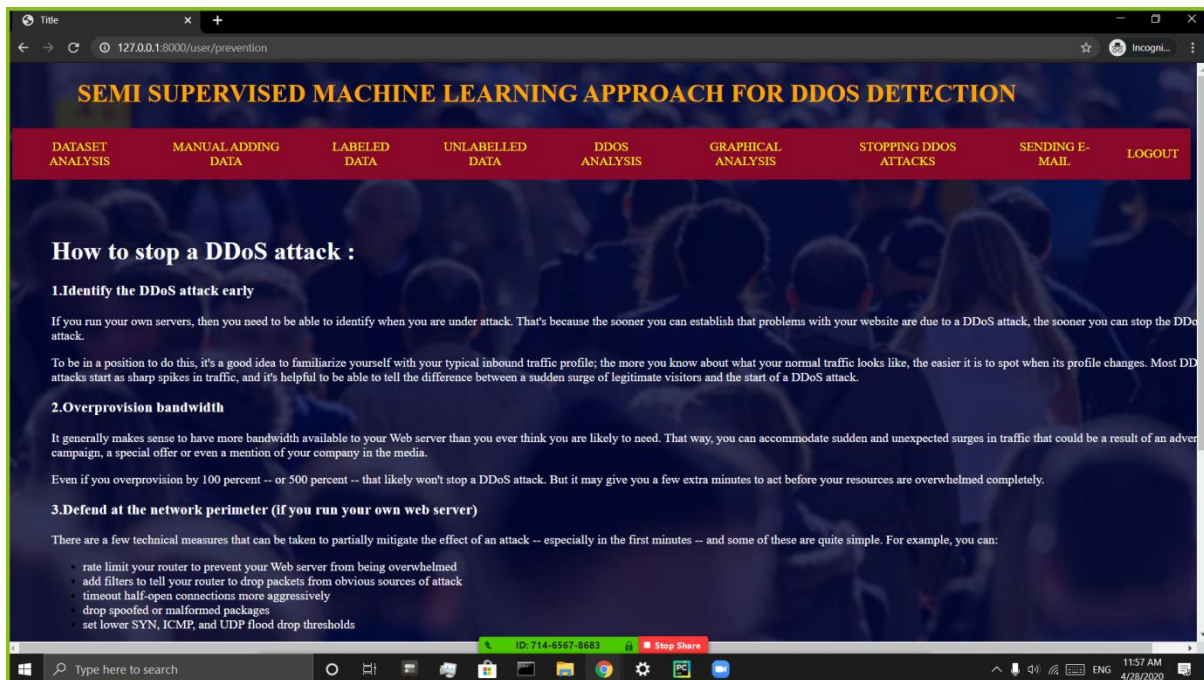 Title
127.0.0.1:8000/user/prevention
Incogni...
SEMI SUPERVISED MACHINE LEARNING APPROACH FOR DDOS DETECTION
DATASET ANALYSIS
MANUAL ADDING DATA
LABELED DATA
UNLABELLED DATA
DDOS ANALYSIS
GRAPHICAL ANALYSIS
STOPPING DDOS ATTACKS
SENDING E-MAIL
LOGOUT
How to stop a DDoS attack :
1.Identify the DDoS attack early
If you run your own servers, then you need to be able to identify when you are under attack. That's because the sooner you can establish that problems with your website are due to a DDoS attack, the sooner you can stop the DDo
attack.
To be in a position to do this, it's a good idea to familiarize yourself with your typical inbound traffic profile; the more you know about what your normal traffic looks like, the easier it is to spot when its profile changes. Most DD
attacks start as sharp spikes in traffic, and it's helpful to be able to tell the difference between a sudden surge of legitimate visitors and the start of a DDoS attack.
2.Overprovision bandwidth
It generally makes sense to have more bandwidth available to your Web server than you ever think you are likely to need. That way, you can accommodate sudden and unexpected surges in traffic that could be a result of an adver
campaign, a special offer or even a mention of your company in the media.
Even if you overprovision by 100 percent -- or 500 percent -- that likely won't stop a DDoS attack. But it may give you a few extra minutes to act before your resources are overwhelmed completely.
3.Defend at the network perimeter (if you run your own web server)
There are a few technical measures that can be taken to partially mitigate the effect of an attack -- especially in the first minutes -- and some of these are quite simple. For example, you can:
rate limit your router to prevent your Web server from being overwhelmed
add filters to tell your router to drop packets from obvious sources of attack
timeout half-open connections more aggressively
drop spoofed or malformed packages
set lower SYN, ICMP, and UDP flood drop thresholds
ID: 714-6567-8683
Stop Share
Type here to search
PC
ENG
11:57 AM
4/28/2020